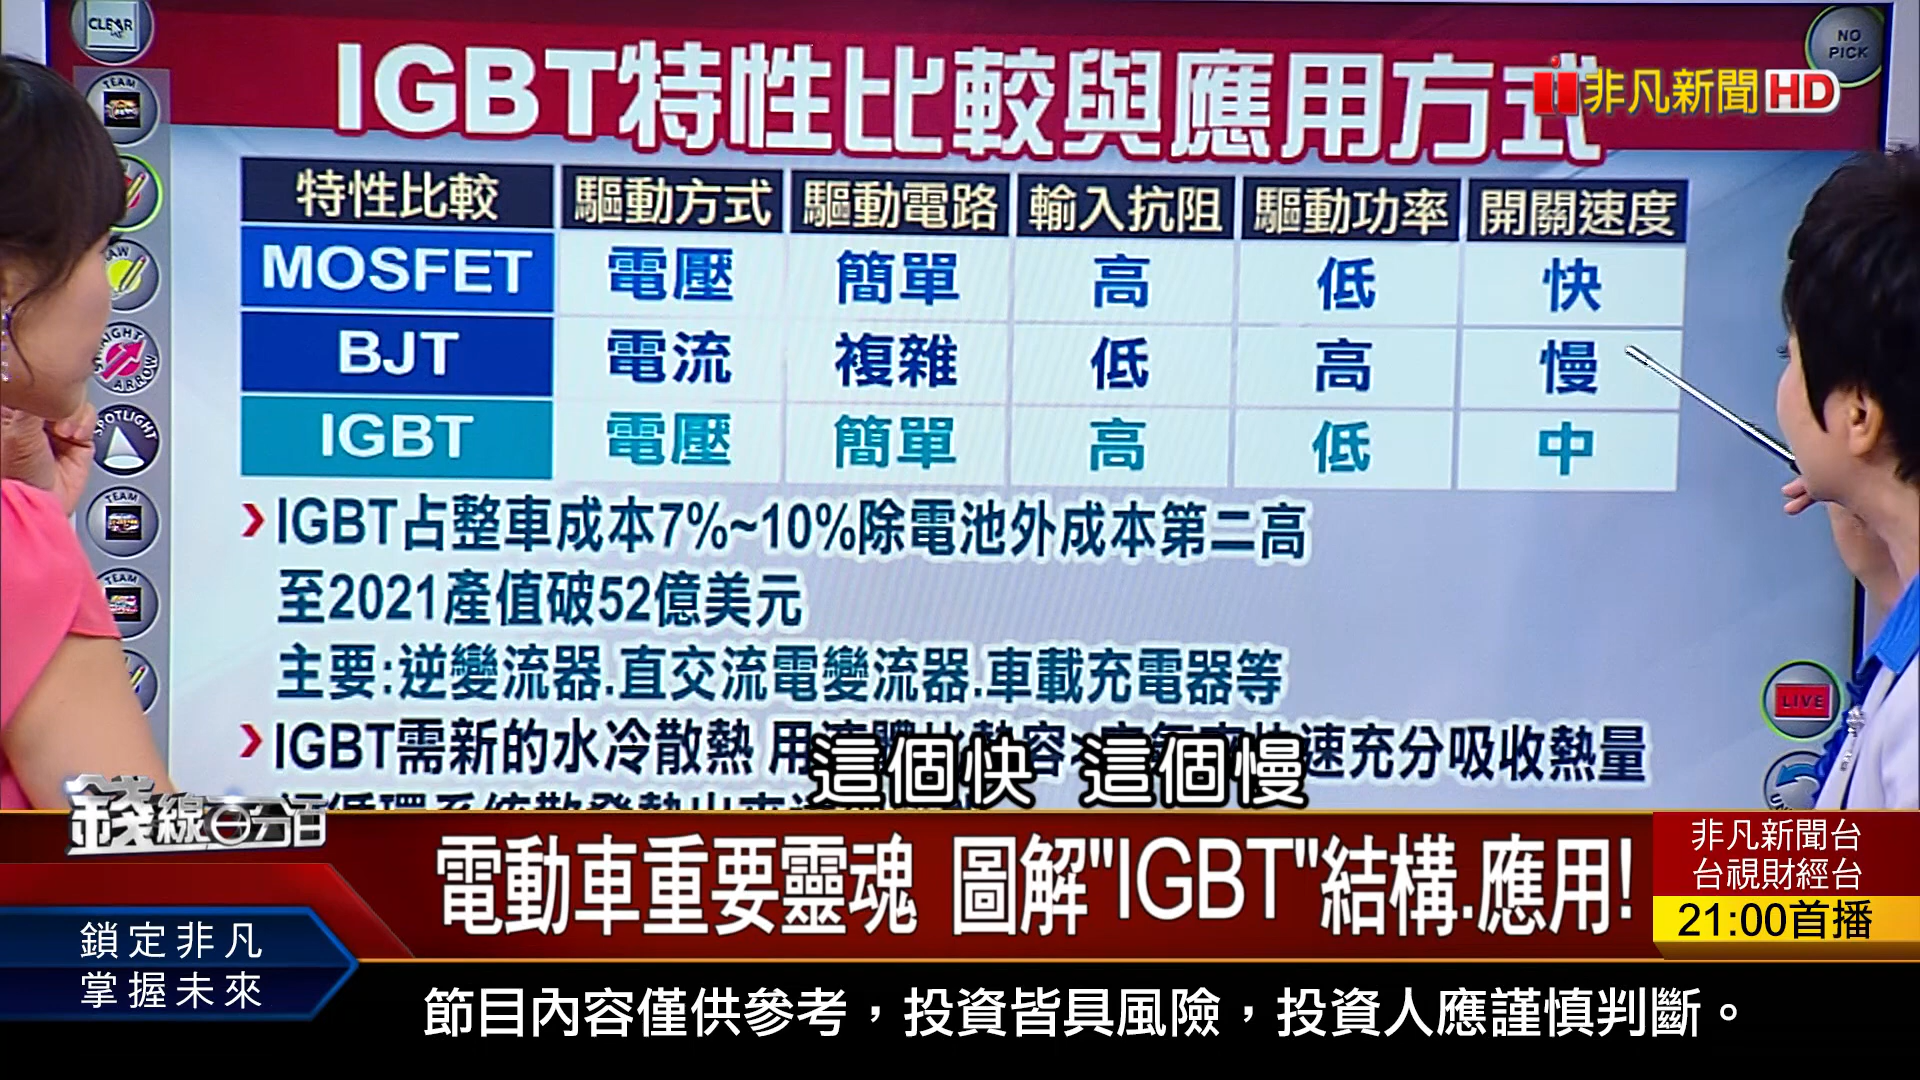 CLEAR
NO PICK
IGBT特性比較與應用方式
非凡新聞HD
TEAM
特性比較 驅動方式 驅動電路 輸入抗阻 驅動功率 開關速度
MOSFET 電壓 簡單 高 低 快
BJT 電流 複雜 低 高 慢
IGBT 電壓 簡單 高 低 中
STRAIGHT ARROW
SPOTLIGHT
TEAM
TEAM
IGBT占整車成本7%~10%除電池外成本第二高
至2021產值破52億美元
主要:逆變流器.直交流電變流器.車載充電器等
LIVE
IGBT需新的水冷散熱 用
速充分吸收熱量
這個快 這個慢
錢線百分百
電動車重要靈魂 圖解"IGBT"結構.應用!
非凡新聞台
台視財經台
21:00首播
鎖定非凡
掌握未來
節目內容僅供參考，投資皆具風險，投資人應謹慎判斷。